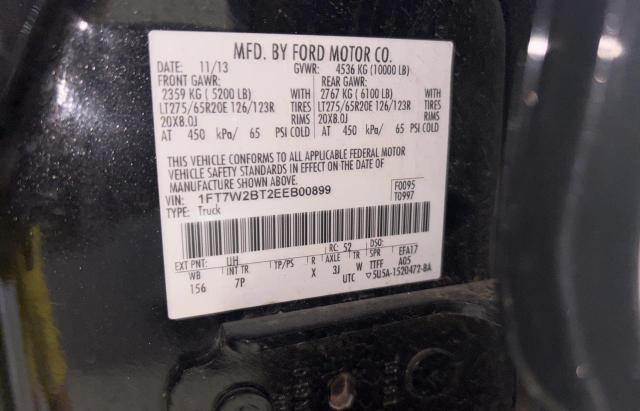 MFD. BY FORD MOTOR CO.
DATE: 11/13 GVWR: 4536 KG (10000 LB)
FRONT GAWR: REAR GAWR:
2359 KG ( 5200 LB) WITH 2767 KG ( 6100 LB) WITH
LT275/65R20E 126/123R TIRES LT275/65R20E 126/123R TIRES
20X8.0J RIMS 20X8.0J RIMS
AT 450 kPa/ 65 PSI COLD AT 450 kPa/ 65 PSI COLD
THIS VEHICLE CONFORMS TO ALL APPLICABLE FEDERAL MOTOR
VEHICLE SAFETY STANDARDS IN EFFECT ON THE DATE OF
MANUFACTURE SHOWN ABOVE.
VIN: 1FT7W2BT2EEB00899 F0095
TYPE: Truck T0997
EXT PNT: UH RC: 52 DSO:
WB INT TR TP/PS R AXLE TR SPR EFA17
156 7P X 3J W TTFF A05
UTC 5U5A-1520472-BA